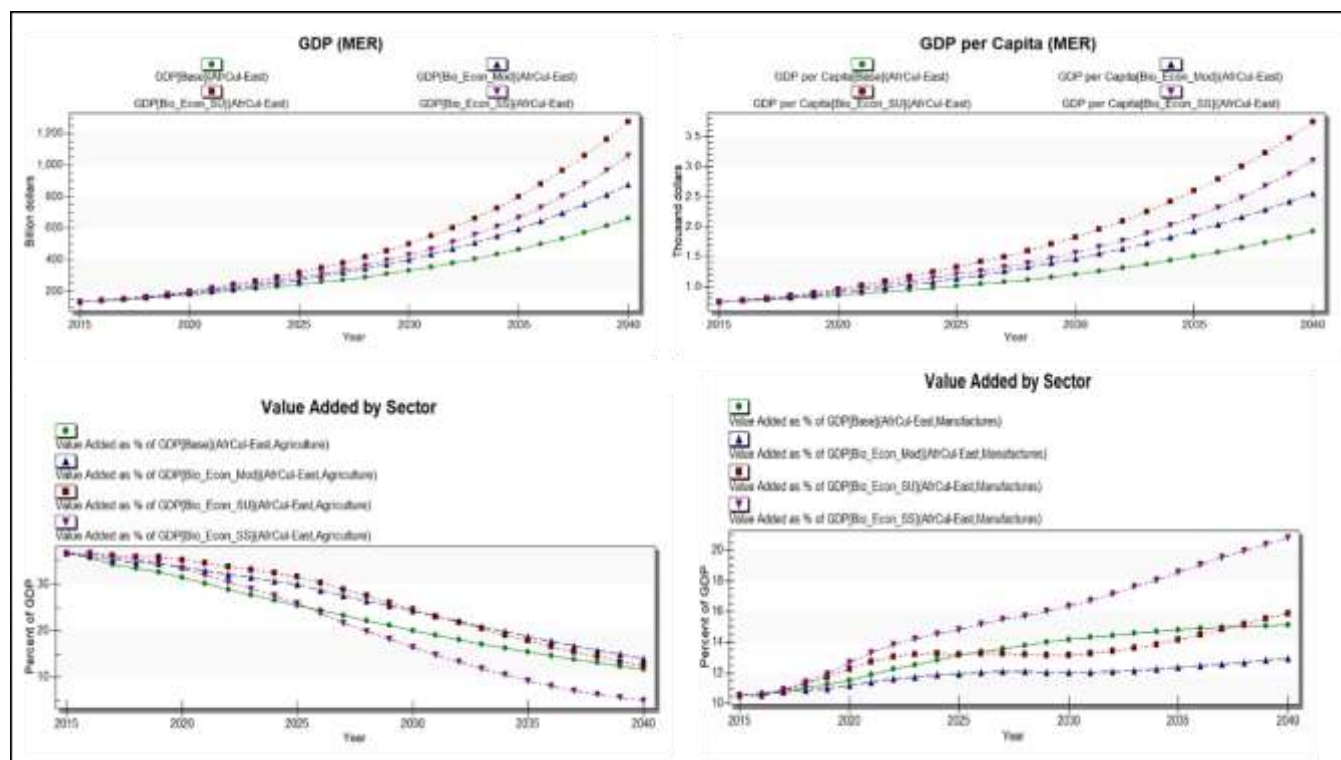 GDP (MER)
GDP[Base](AfrCul-East)
GDP[Bio_Econ_Mod](AfrCul-East)
GDP[Bio_Econ_SU](AfrCul-East)
GDP[Bio_Econ_SS](AfrCul-East)
Billion dollars
1,200
1,000
800
600
400
200
2015 2020 2025 2030 2035 2040
Year
GDP per Capita (MER)
GDP per Capita[Base](AfrCul-East)
GDP per Capita[Bio_Econ_Mod](AfrCul-East)
GDP per Capita[Bio_Econ_SU](AfrCul-East)
GDP per Capita[Bio_Econ_SS](AfrCul-East)
Thousand dollars
3.5
3.0
2.5
2.0
1.5
1.0
2015 2020 2025 2030 2035 2040
Year
Value Added by Sector
Value Added as % of GDP[Base](AfrCul-East,Agriculture)
Value Added as % of GDP[Bio_Econ_Mod](AfrCul-East,Agriculture)
Value Added as % of GDP[Bio_Econ_SU](AfrCul-East,Agriculture)
Value Added as % of GDP[Bio_Econ_SS](AfrCul-East,Agriculture)
Percent of GDP
30
20
10
2015 2020 2025 2030 2035 2040
Year
Value Added by Sector
Value Added as % of GDP[Base](AfrCul-East,Manufactures)
Value Added as % of GDP[Bio_Econ_Mod](AfrCul-East,Manufactures)
Value Added as % of GDP[Bio_Econ_SU](AfrCul-East,Manufactures)
Value Added as % of GDP[Bio_Econ_SS](AfrCul-East,Manufactures)
Percent of GDP
20
18
16
14
12
10
2015 2020 2025 2030 2035 2040
Year